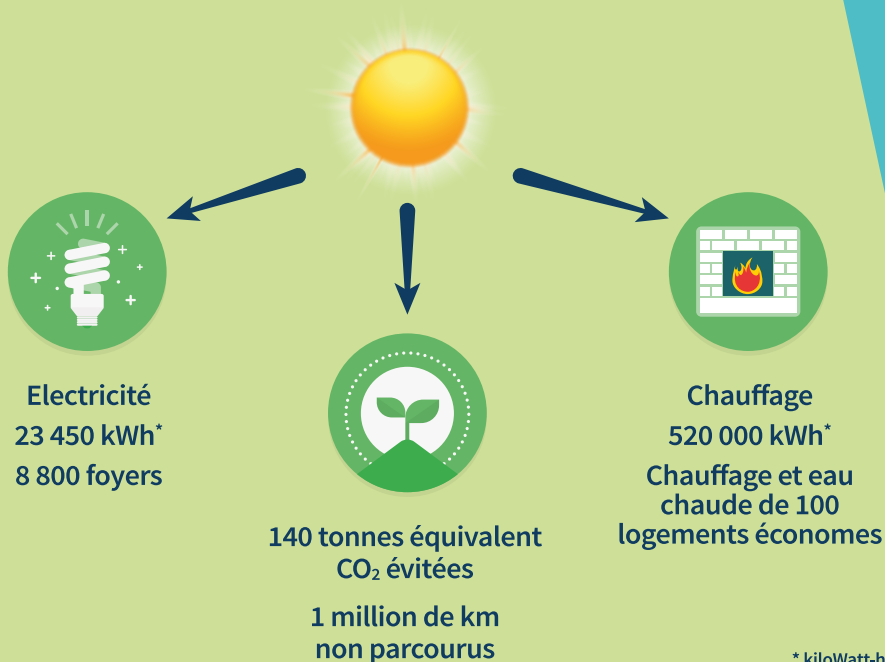 Electricité
23 450 kWh*
8 800 foyers
140 tonnes équivalent
CO₂ évitées
1 million de km
non parcourus
Chauffage
520 000 kWh*
Chauffage et eau
chaude de 100
logements économes
* kiloWatt-h